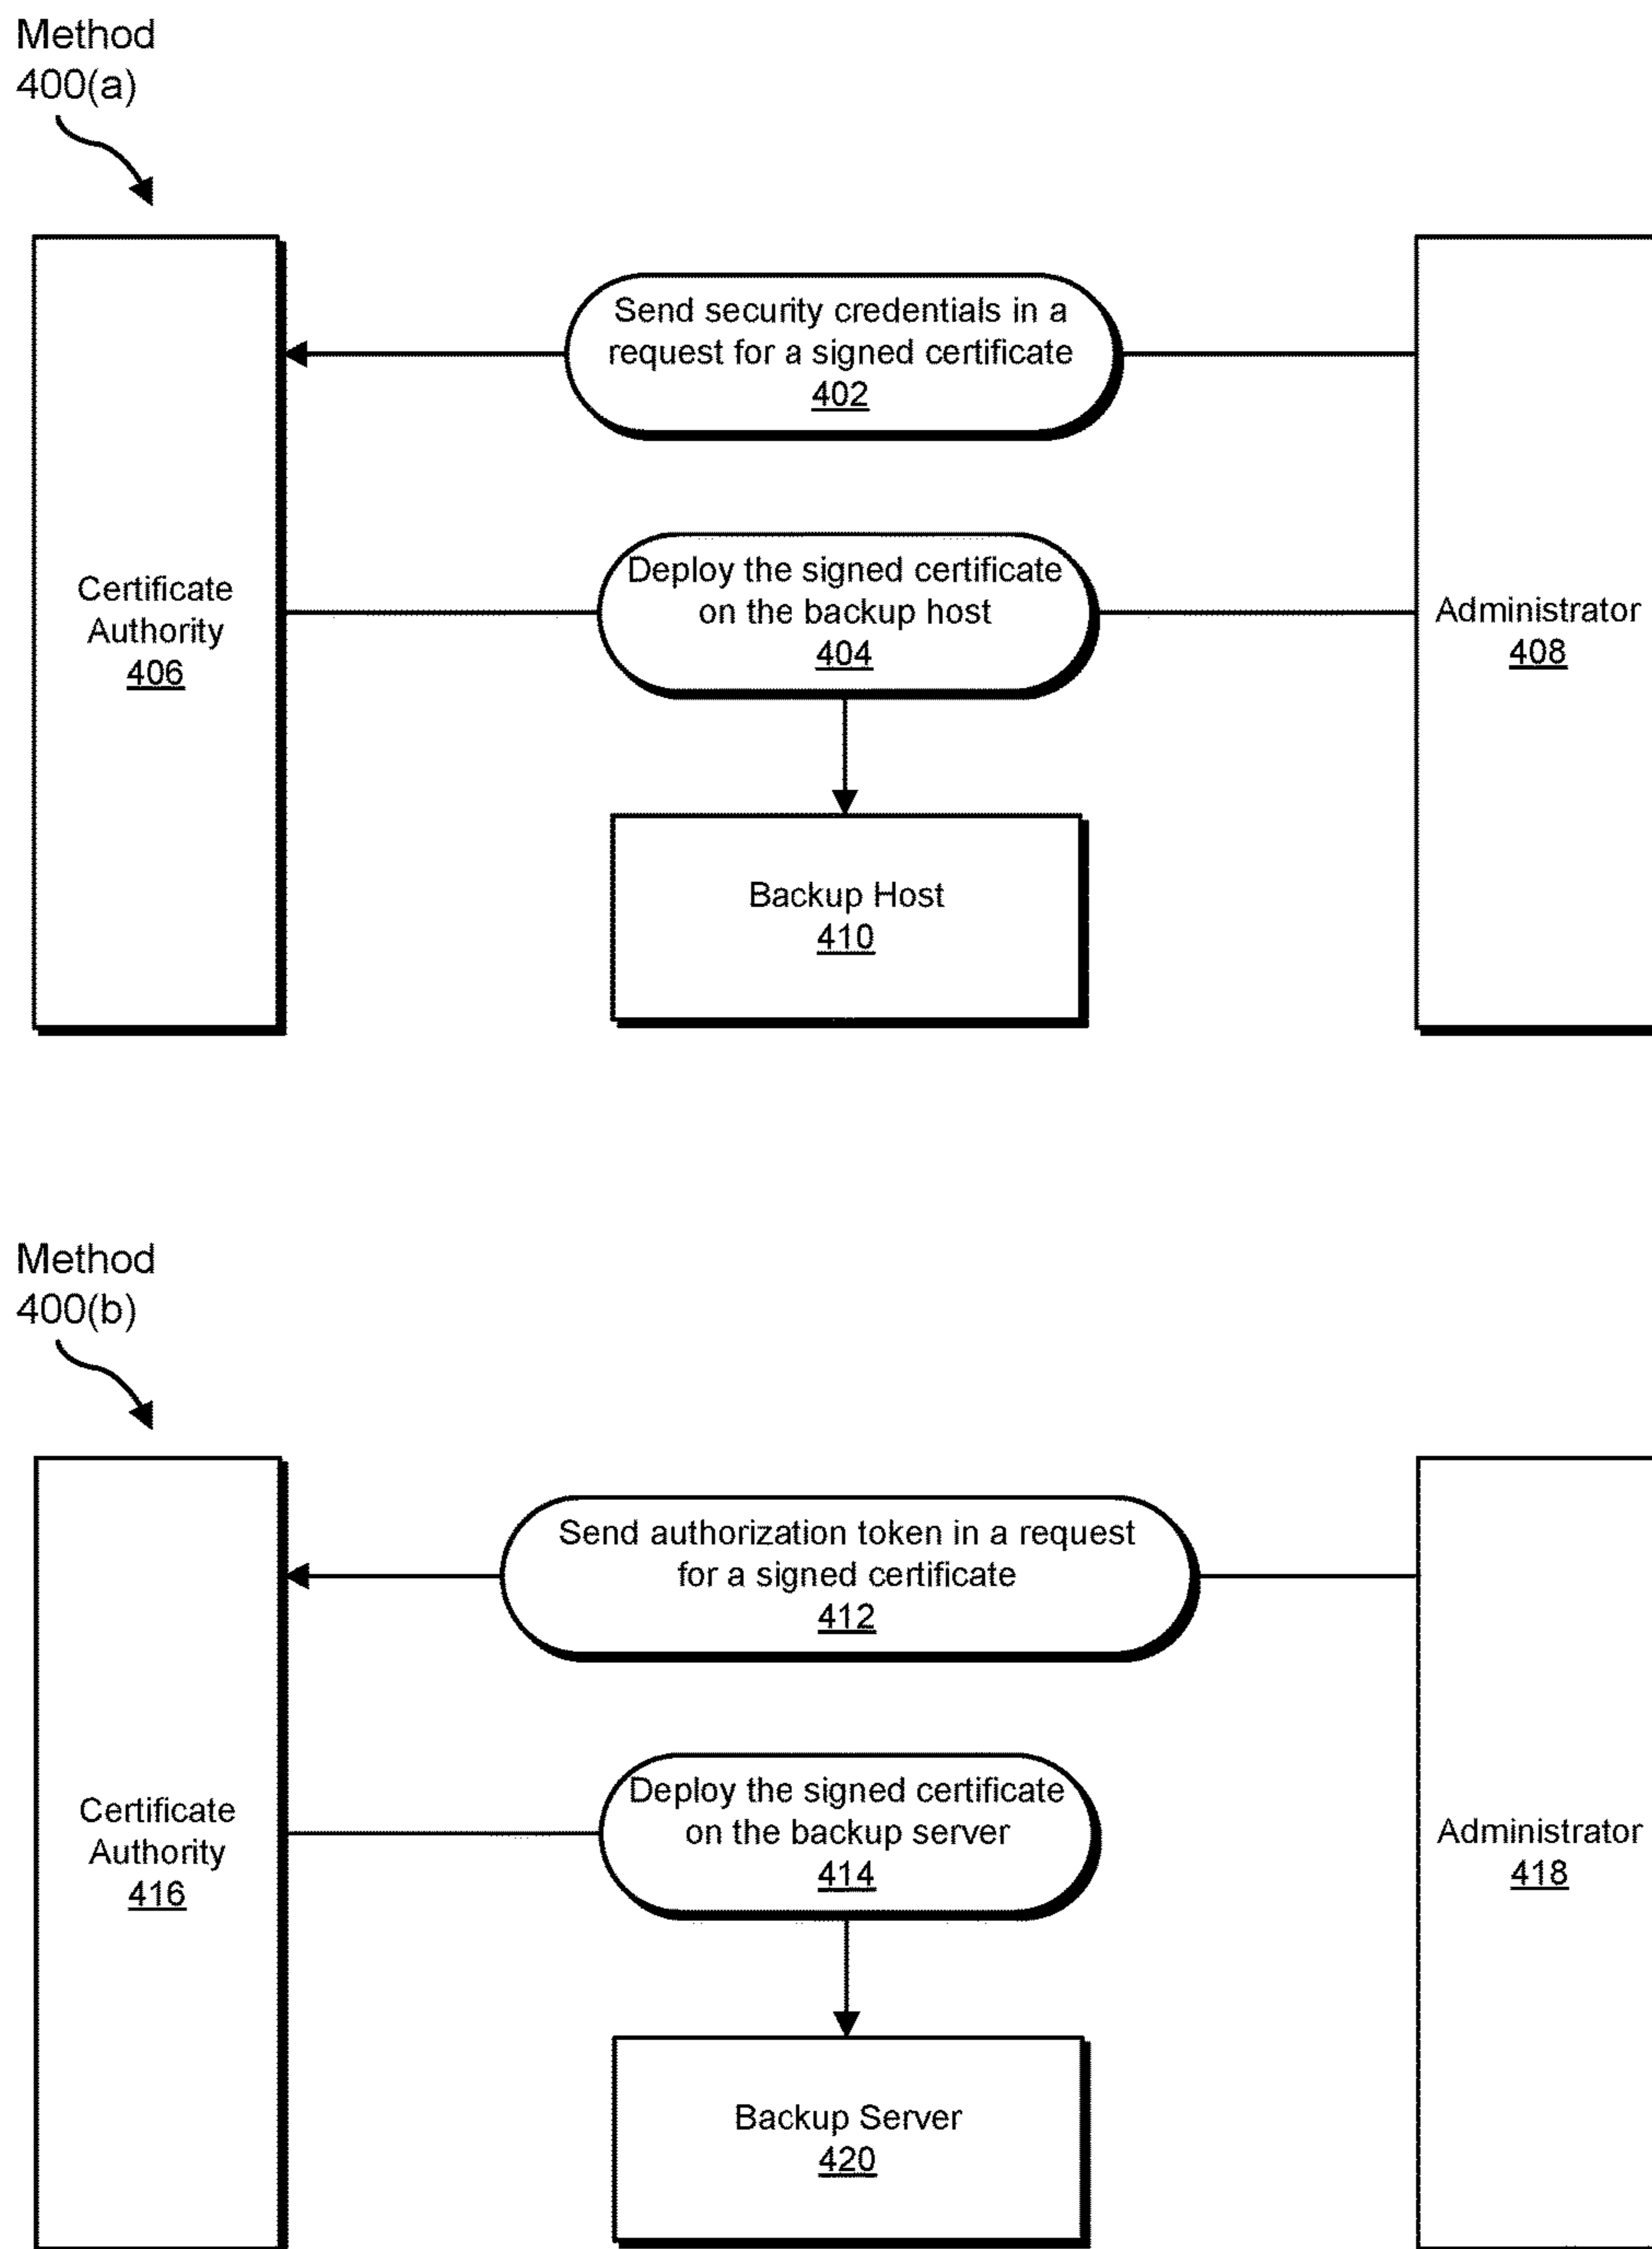 Method
400(a)
Send security credentials in a
request for a signed certificate
402
Deploy the signed certificate
on the backup host
404
Certificate
Authority
406
Administrator
408
Backup Host
410
Method
400(b)
Send authorization token in a request
for a signed certificate
412
Deploy the signed certificate
on the backup server
414
Certificate
Authority
416
Administrator
418
Backup Server
420